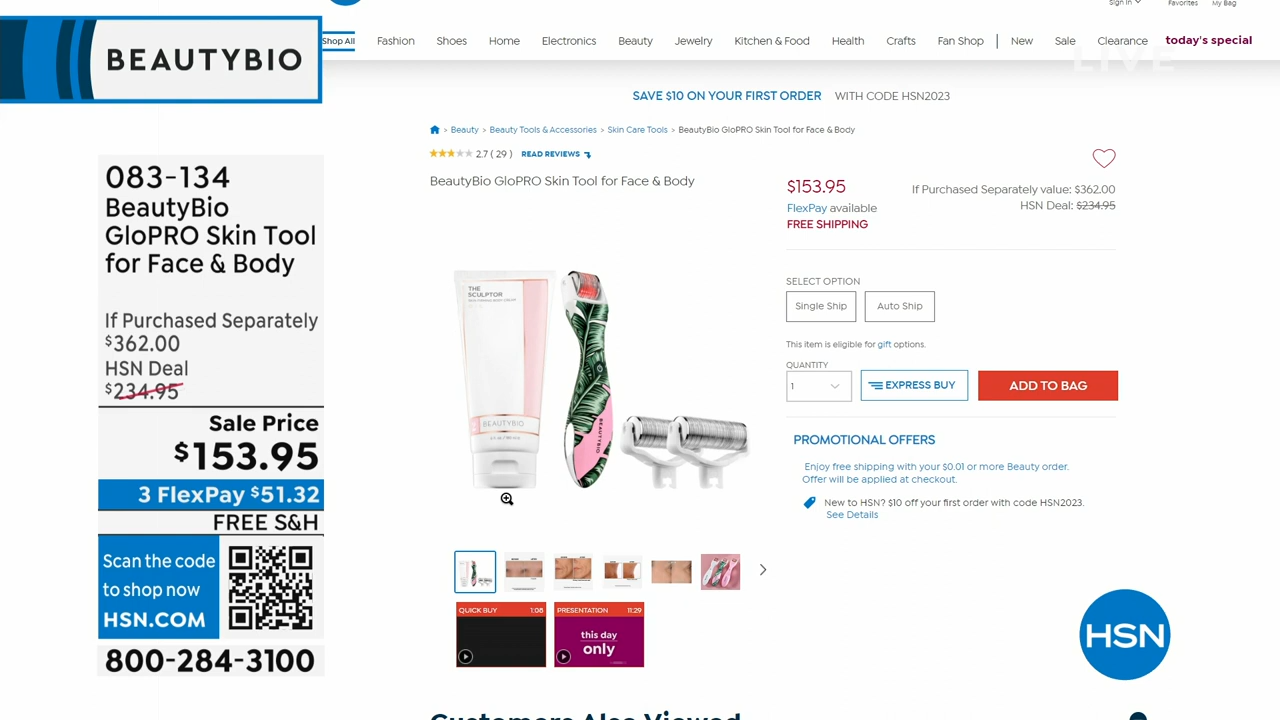 BEAUTYBIO
Sign In
Favorites
My Bag
Shop All
Fashion
Shoes
Home
Electronics
Beauty
Jewelry
Kitchen & Food
Health
Crafts
Fan Shop
New
Sale
Clearance
today's special
LIVE
SAVE $10 ON YOUR FIRST ORDER WITH CODE HSN2023
Beauty > Beauty Tools & Accessories > Skin Care Tools > BeautyBio GloPRO Skin Tool for Face & Body
2.7 ( 29 ) READ REVIEWS
BeautyBio GloPRO Skin Tool for Face & Body
083-134
BeautyBio
GloPRO Skin Tool
for Face & Body
If Purchased Separately
$362.00
HSN Deal
$234.95
Sale Price
$153.95
3 FlexPay $51.32
FREE S&H
Scan the code
to shop now
HSN.COM
800-284-3100
THE
SCULPTOR
BEAUTYBIO
BEAUTYBIO
$153.95
FlexPay available
FREE SHIPPING
If Purchased Separately value: $362.00
HSN Deal: $234.95
SELECT OPTION
Single Ship
Auto Ship
This item is eligible for gift options.
QUANTITY
1
EXPRESS BUY
ADD TO BAG
PROMOTIONAL OFFERS
Enjoy free shipping with your $0.01 or more Beauty order.
Offer will be applied at checkout.
New to HSN? $10 off your first order with code HSN2023.
See Details
QUICK BUY 1:08
PRESENTATION 11:29
this day
only
HSN
Customers Also Viewed